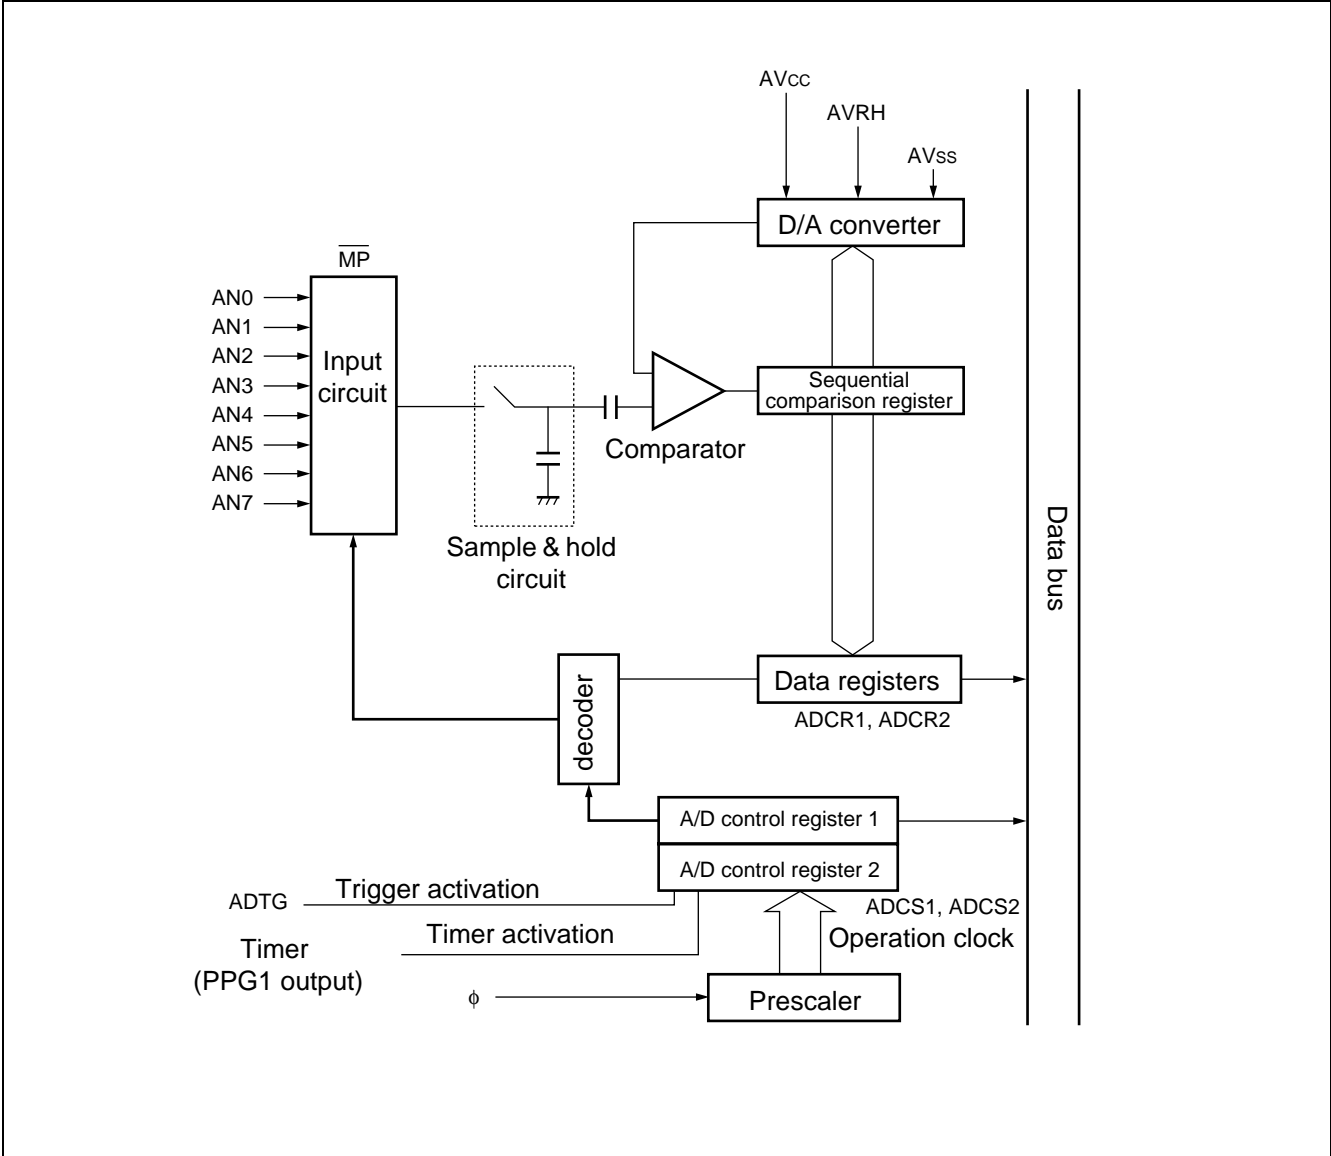 AVCC
AVRH
AVSS
D/A converter
MP
AN0
AN1
AN2
AN3
AN4
AN5
AN6
AN7
Input
circuit
Sequential
comparison register
Comparator
Sample & hold
circuit
Data bus
decoder
Data registers
ADCR1, ADCR2
A/D control register 1
A/D control register 2
ADTG
Trigger activation
ADCS1, ADCS2
Timer activation
Operation clock
Timer
(PPG1 output)
ϕ
Prescaler